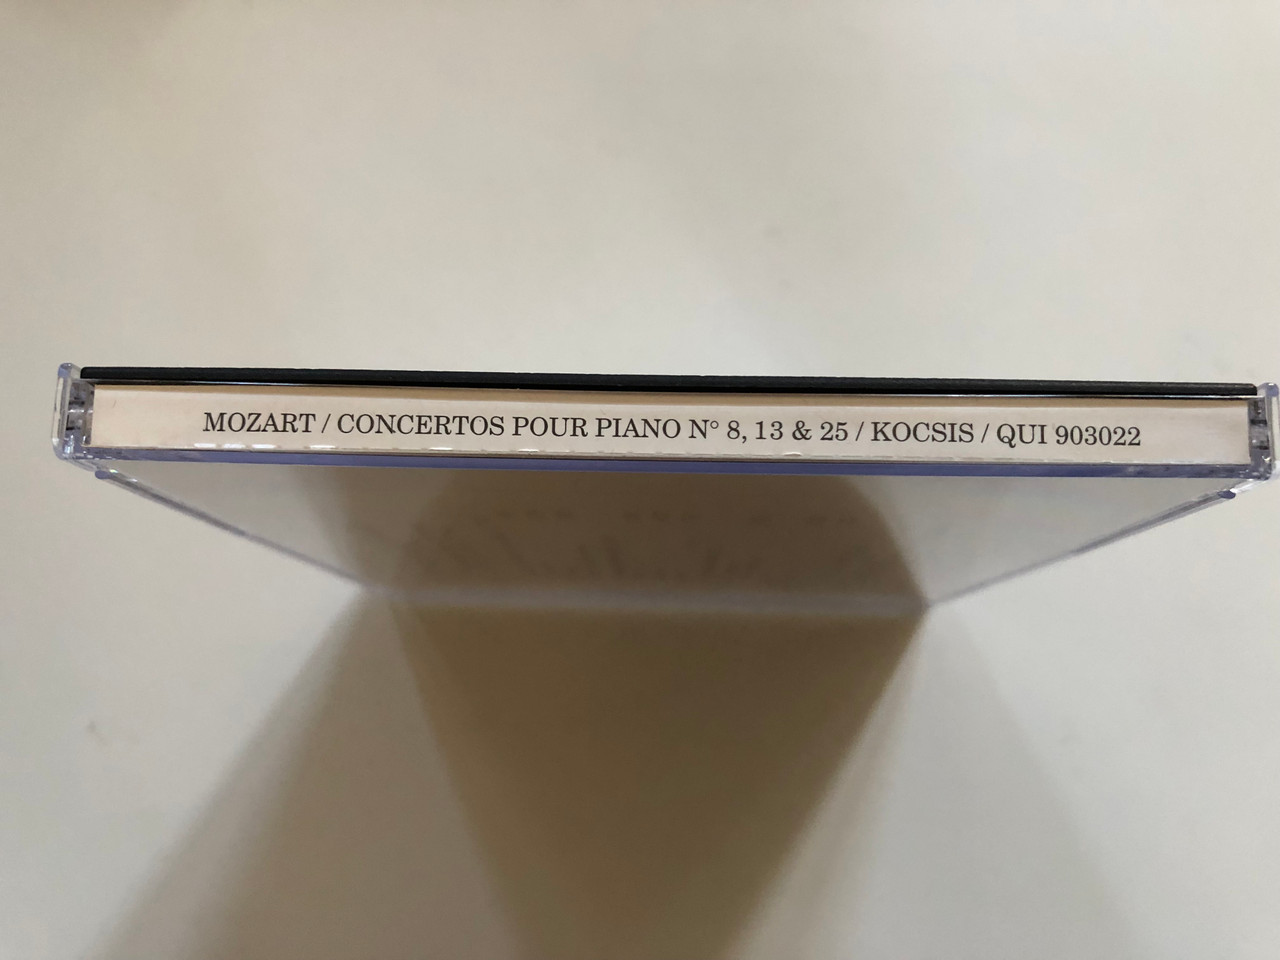 MOZART / CONCERTOS POUR PIANO N° 8, 13 & 25 / KOCSIS / QUI 903022